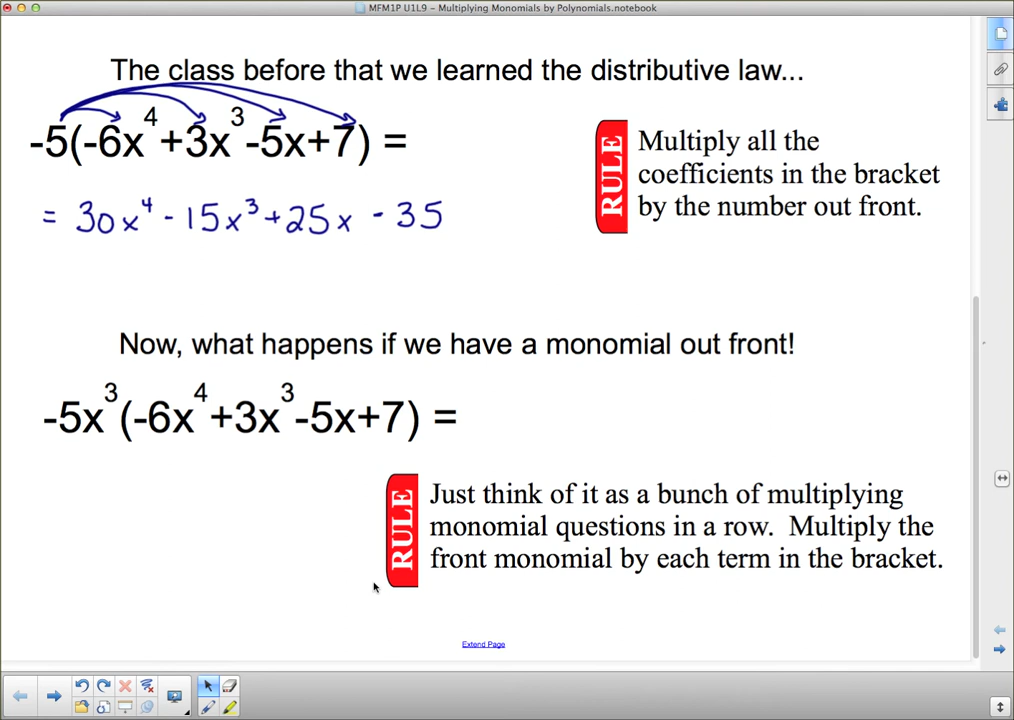 MFM1P U1L9 – Multiplying Monomials by Polynomials.notebook
The class before that we learned the distributive law...
-5(-6x⁴+3x³-5x+7) =
= 30x⁴ - 15x³ + 25x - 35
RULE
Multiply all the
coefficients in the bracket
by the number out front.
Now, what happens if we have a monomial out front!
-5x³(-6x⁴+3x³-5x+7) =
RULE
Just think of it as a bunch of multiplying
monomial questions in a row. Multiply the
front monomial by each term in the bracket.
Extend Page